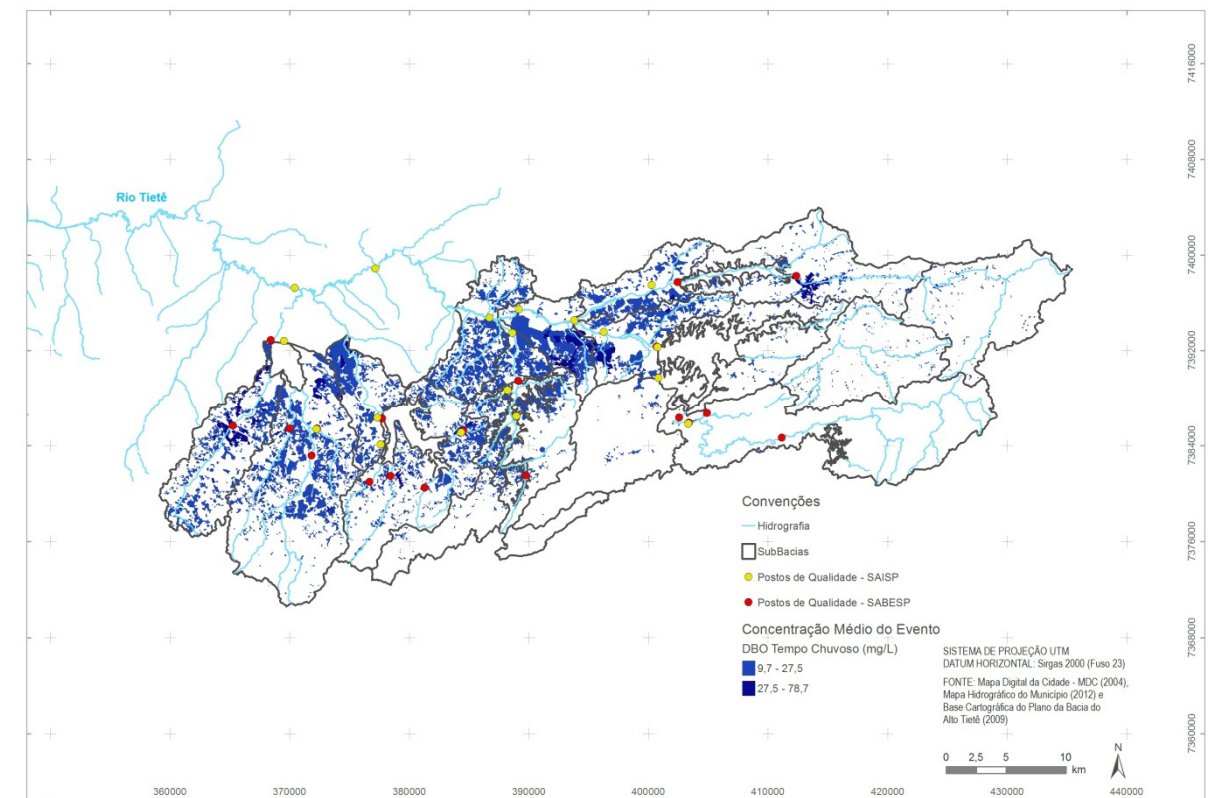 7416000
7408000
Rio Tietê
7400000
7392000
7384000
Convenções
Hidrografia
7376000
SubBacias
Postos de Qualidade - SAISP
Postos de Qualidade - SABESP
Concentração Médio do Evento
7368000
DBO Tempo Chuvoso (mg/L)
9,7 - 27,5
27,5 - 78,7
SISTEMA DE PROJEÇÃO UTM
DATUM HORIZONTAL: Sirgas 2000 (Fuso 23)
FONTE: Mapa Digital da Cidade - MDC (2004),
Mapa Hidrográfico do Município (2012) e
Base Cartográfica do Plano da Bacia do
Alto Tietê (2009)
7360000
0 2,5 5 10
km
N
360000 370000 380000 390000 400000 410000 420000 430000 440000